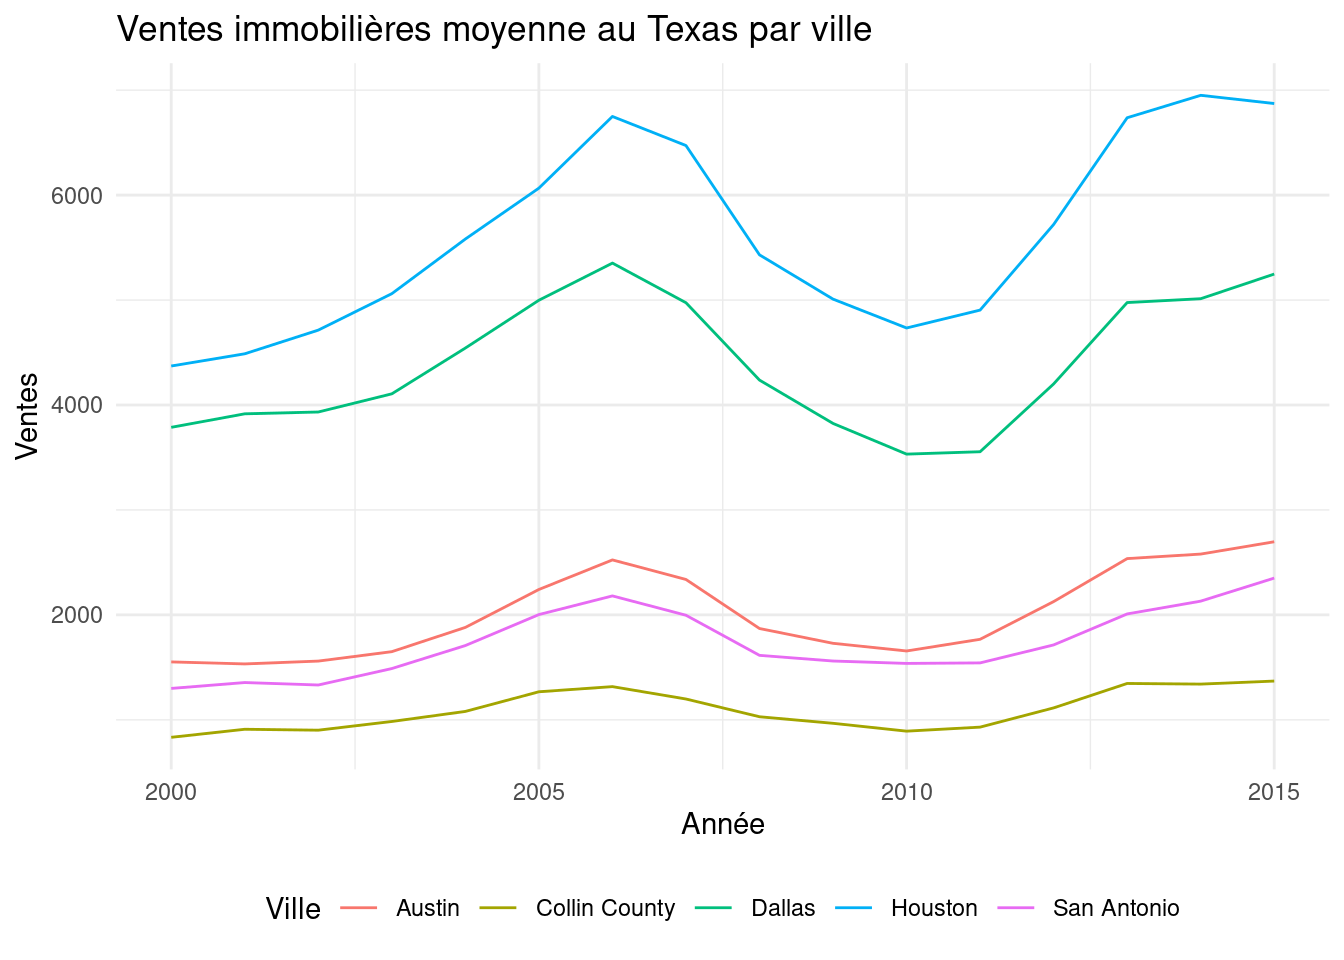 Ventes immobilières moyenne au Texas par ville
6000
4000
2000
Ventes
2000 2005 2010 2015
Année
Ville Austin Collin County Dallas Houston San Antonio